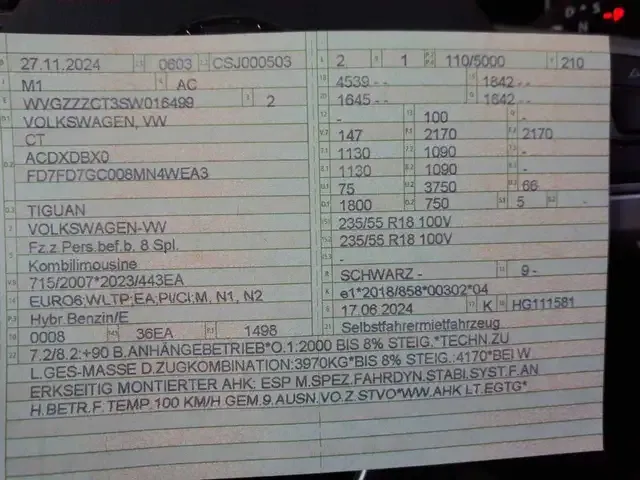 27.11.2024 0603 CSJ000503
M1 AC
WVGZZZCT3SW016499 2
VOLKSWAGEN, VW
CT
ACDXDBX0
FD7FD7GC008MN4WEA3
TIGUAN
VOLKSWAGEN-VW
Fz.z.Pers.bef.b. 8 Spl.
Kombilimousine
715/2007*2023/443EA
EURO6;WLTP;EA;PI/CI;M, N1, N2
Hybr.Benzin/E
0008 36EA 1498
2 1 110/5000 210
4539 - - 1842 - -
1645 - - 1642 - -
- 100 -
147 2170 2170
1130 1090 -
1130 1090 -
75 3750 66
1800 750 5 -
235/55 R18 100V
235/55 R18 100V
-
SCHWARZ - 9 -
e1*2018/858*00302*04
17.06.2024 K HG111581
Selbstfahrermietfahrzeug
7.2/8.2:+90 B.ANHÄNGEBETRIEB*O.1:2000 BIS 8% STEIG.*TECHN.ZU
L.GES-MASSE D.ZUGKOMBINATION:3970KG*BIS 8% STEIG.:4170*BEI W
ERKSEITIG MONTIERTER AHK: ESP M.SPEZ.FAHRDYN.STABI.SYST.F.AN
H.BETR.F.TEMP.100 KM/H GEM.9.AUSN.VO.Z.STVO*WW.AHK LT.EGTG*